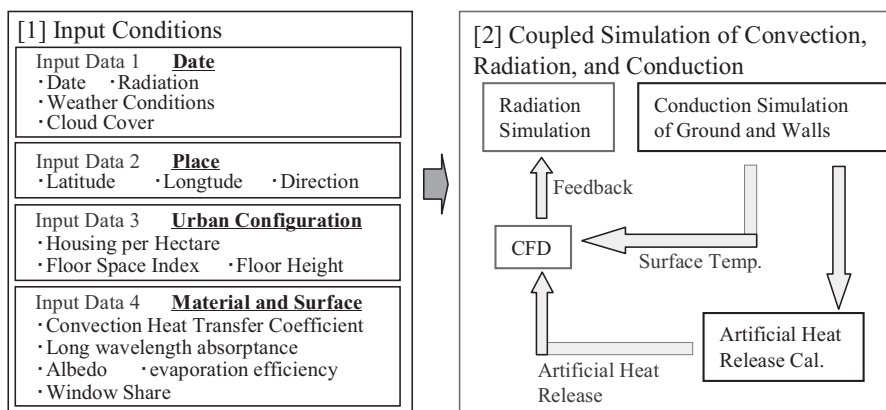 [1] Input Conditions
Input Data 1 Date
・Date ・Radiation
・Weather Conditions
・Cloud Cover
Input Data 2 Place
・Latitude ・Longtude ・Direction
Input Data 3 Urban Configuration
・Housing per Hectare
・Floor Space Index ・Floor Height
Input Data 4 Material and Surface
・Convection Heat Transfer Coefficient
・Long wavelength absorptance
・Albedo ・evaporation efficiency
・Window Share
[2] Coupled Simulation of Convection,
Radiation, and Conduction
Radiation
Simulation
Conduction Simulation
of Ground and Walls
Feedback
CFD
Surface Temp.
Artificial Heat
Release
Artificial Heat
Release Cal.